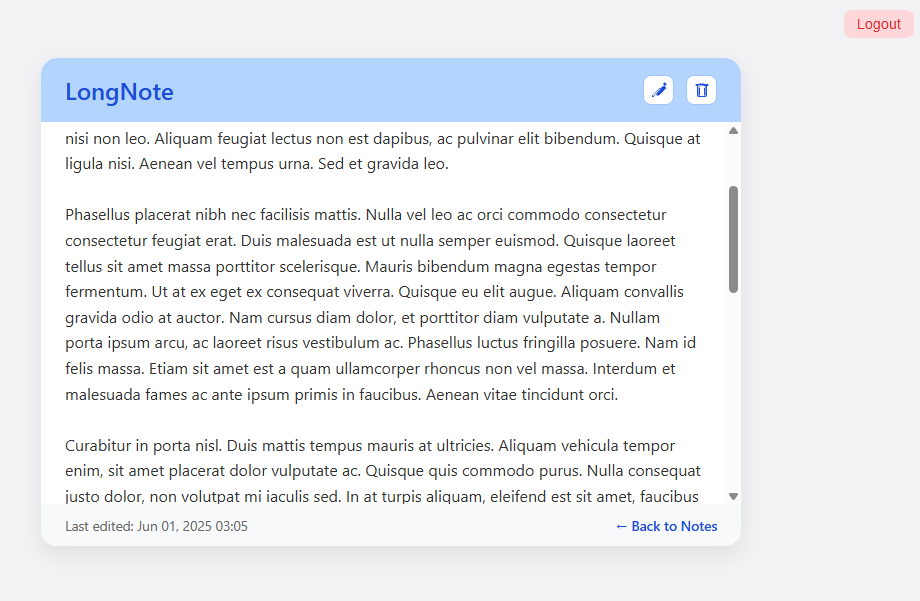 Logout
LongNote
nisi non leo. Aliquam feugiat lectus non est dapibus, ac pulvinar elit bibendum. Quisque at
ligula nisi. Aenean vel tempus urna. Sed et gravida leo.
Phasellus placerat nibh nec facilisis mattis. Nulla vel leo ac orci commodo consectetur
consectetur feugiat erat. Duis malesuada est ut nulla semper euismod. Quisque laoreet
tellus sit amet massa porttitor scelerisque. Mauris bibendum magna egestas tempor
fermentum. Ut at ex eget ex consequat viverra. Quisque eu elit augue. Aliquam convallis
gravida odio at auctor. Nam cursus diam dolor, et porttitor diam vulputate a. Nullam
porta ipsum arcu, ac laoreet risus vestibulum ac. Phasellus luctus fringilla posuere. Nam id
felis massa. Etiam sit amet est a quam ullamcorper rhoncus non vel massa. Interdum et
malesuada fames ac ante ipsum primis in faucibus. Aenean vitae tincidunt orci.
Curabitur in porta nisl. Duis mattis tempus mauris at ultricies. Aliquam vehicula tempor
enim, sit amet placerat dolor vulputate ac. Quisque quis commodo purus. Nulla consequat
justo dolor, non volutpat mi iaculis sed. In at turpis aliquam, eleifend est sit amet, faucibus
Last edited: Jun 01, 2025 03:05
← Back to Notes